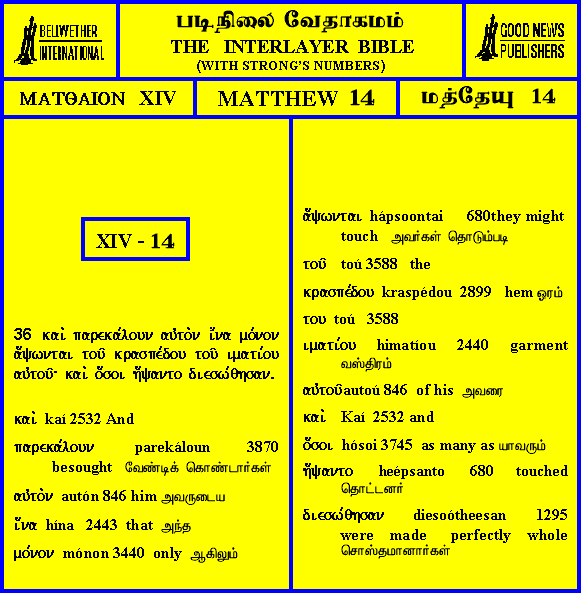 BELLWETHER
INTERNATIONAL
படிநிலை வேதாகமம்
THE INTERLAYER BIBLE
(WITH STRONG'S NUMBERS)
GOOD NEWS
PUBLISHERS
ΜΑΤΘΑΙΟΝ XIV
MATTHEW 14
மத்தேயு 14
XIV - 14
36 καὶ παρεκάλουν αὐτὸν ἵνα μόνον
ἅψωνται τοῦ κρασπέδου τοῦ ιματίου
αὐτοῦ· καὶ ὅσοι ἥψαντο διεσώθησαν.
καὶ kaí 2532 And
παρεκάλουν parekáloun 3870
besought வேண்டிக் கொண்டார்கள்
αὐτὸν autón 846 him அவருடைய
ἵνα hína 2443 that அந்த
μόνον mónon 3440 only ஆகிலும்
ἅψωνται hápsoontai 680they might
touch அவர்கள் தொடும்படி
τοῦ toú 3588 the
κρασπέδου kraspédou 2899 hem ஓரம்
του toú 3588
ιματίου himatíou 2440 garment
வஸ்திரம்
αὐτοῦautoú 846 of his அவரை
καὶ Kaí 2532 and
ὅσοι hósoi 3745 as many as யாவரும்
ἥψαντο heépsanto 680 touched
தொட்டனர்
διεσώθησαν diesoótheesan 1295
were made perfectly whole
சொஸ்தமானார்கள்